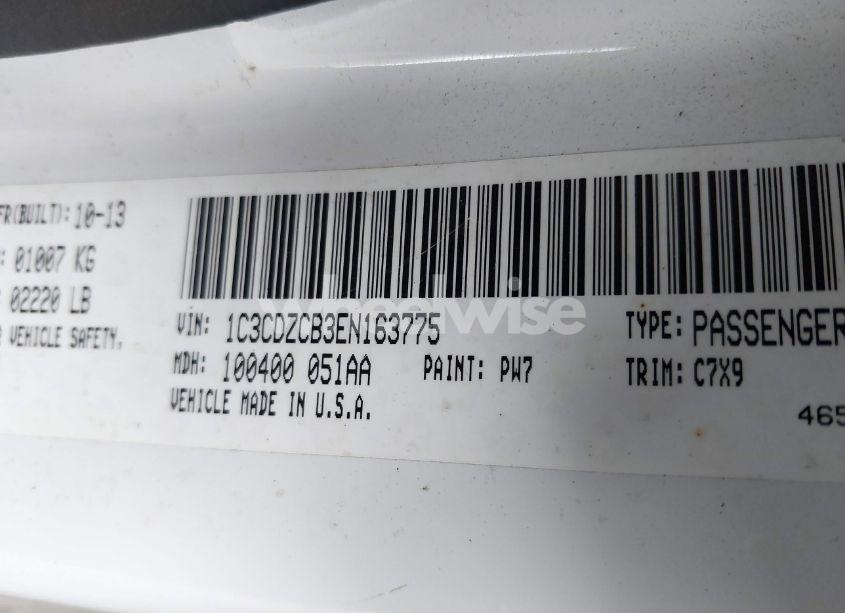 FR(BUILT): 10-13
: 01007 KG
02220 LB
VEHICLE SAFETY.
VIN: 1C3CDZCB3EN163775
TYPE: PASSENGER
MDH: 100400 051AA
PAINT: PW7
TRIM: C7X9
VEHICLE MADE IN U.S.A.
465
Wheelwise